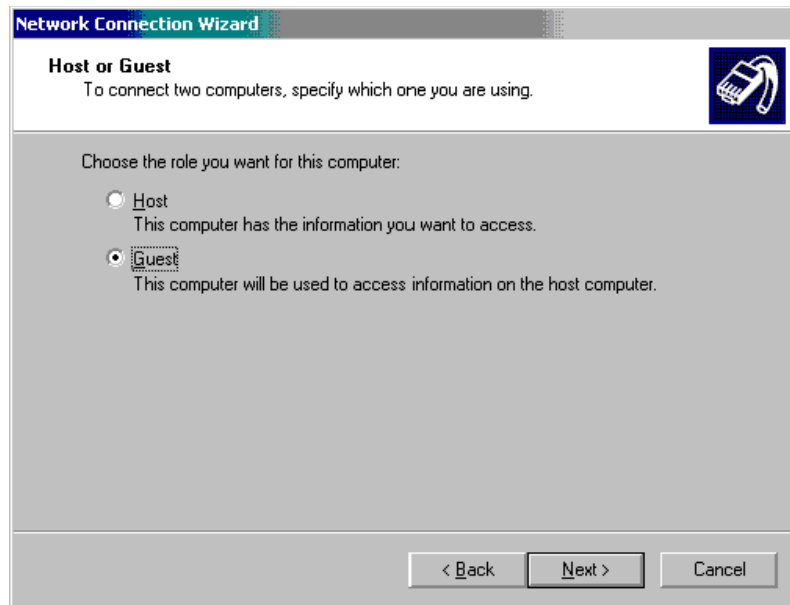 Network Connection Wizard
Host or Guest
To connect two computers, specify which one you are using.
Choose the role you want for this computer:
Host
This computer has the information you want to access.
Guest
This computer will be used to access information on the host computer.
< Back Next > Cancel